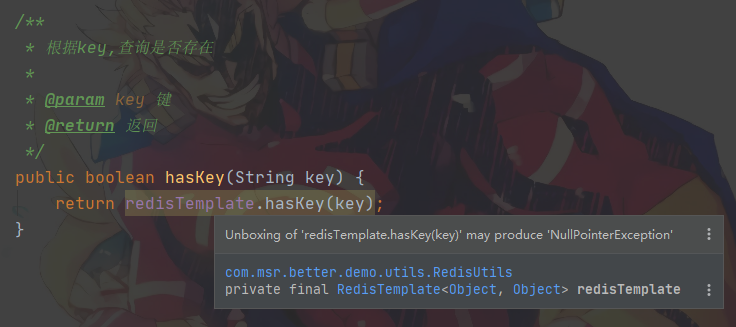 /**
 * 根据key,查询是否存在
 *
 * @param key 键
 * @return 返回
 */
public boolean hasKey(String key) {
    return redisTemplate.hasKey(key);
}
Unboxing of 'redisTemplate.hasKey(key)' may produce 'NullPointerException'
com.msr.better.demo.utils.RedisUtils
private final RedisTemplate<Object, Object> redisTemplate